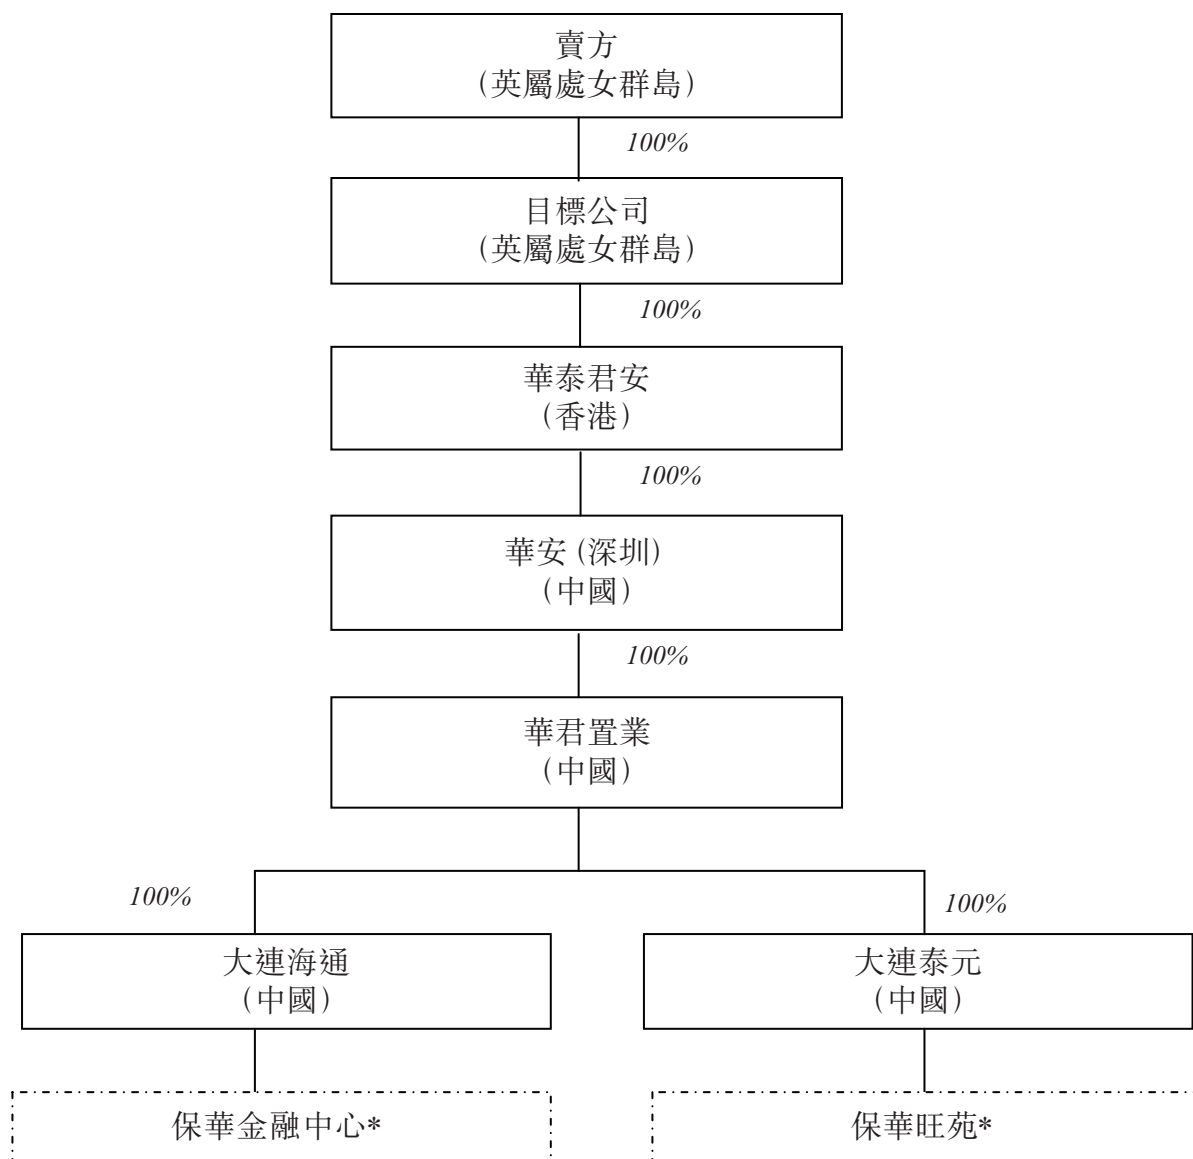 賣方
(英屬處女群島)
100%
目標公司
(英屬處女群島)
100%
華泰君安
(香港)
100%
華安(深圳)
(中國)
100%
華君置業
(中國)
100%
100%
大連海通
(中國)
大連泰元
(中國)
保華金融中心*
保華旺苑*